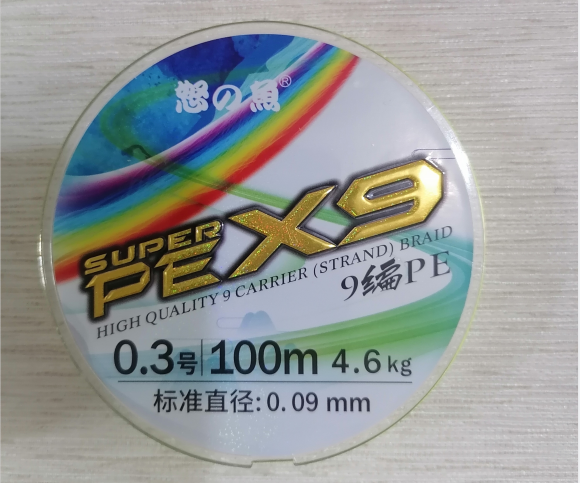 恕の魚®
SUPER
PE X9
HIGH QUALITY 9 CARRIER (STRAND) BRAID
9编PE
0.3号 100m 4.6kg
标准直径:0.09 mm